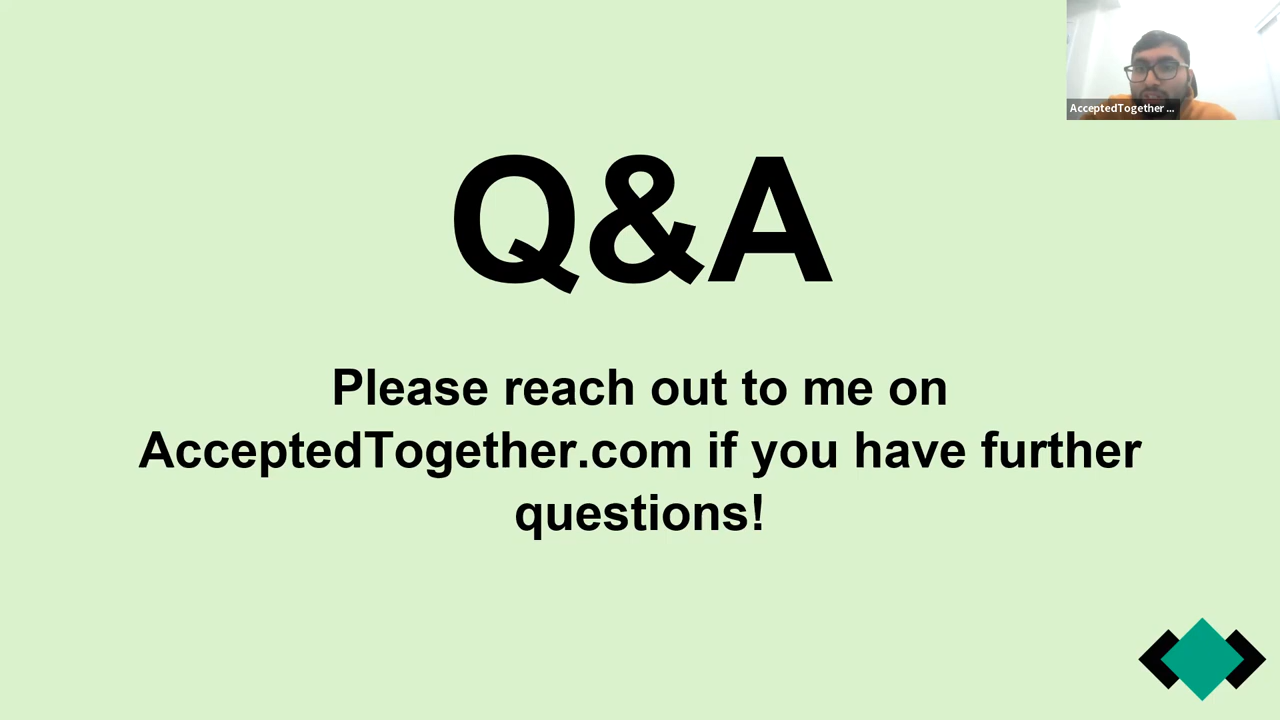 AcceptedTogether ...
Q&A
Please reach out to me on
AcceptedTogether.com if you have further
questions!